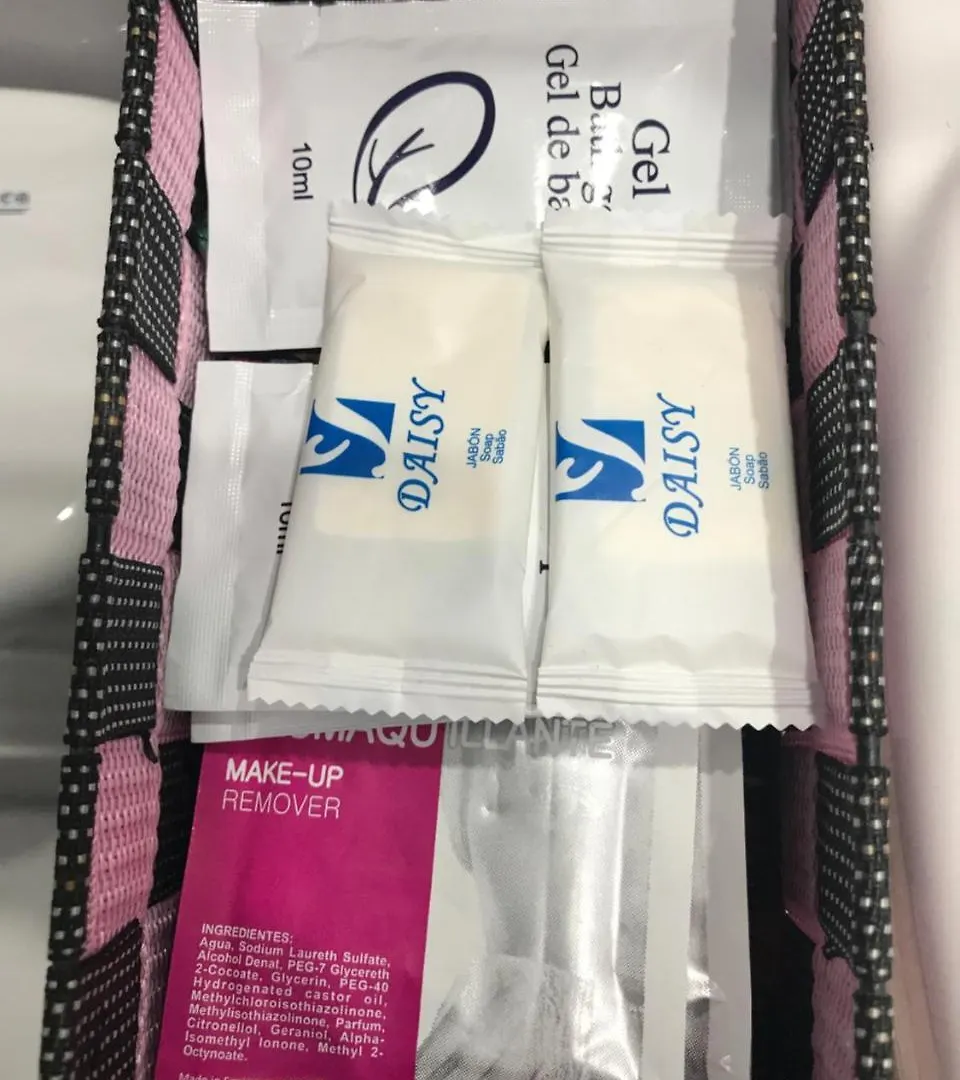 Gel
Gel de
10ml
DAISY
JABÓN
Soap
Sabão
DAISY
JABÓN
Soap
Sabão
MAKE-UP
REMOVER
INGREDIENTES:
Agua, Sodium Laureth Sulfate,
Alcohol Denat, PEG-7 Glycereth
2-Cocoate, Glycerin, PEG-40
Hydrogenated castor oil,
Methylchloroisothiazolinone,
Methylisothiazolinone, Parfum,
Citronellol, Geraniol, Alpha-
Isomethyl Ionone, Methyl 2-
Octynoate.